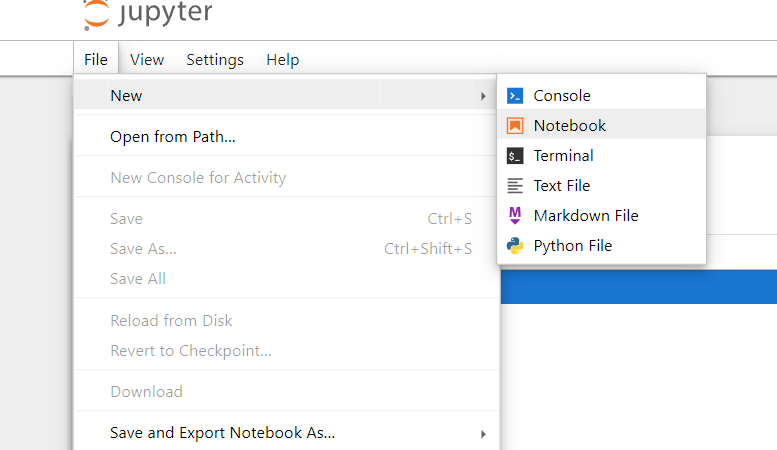 jupyter
File View Settings Help
New
Open from Path...
New Console for Activity
Save Ctrl+S
Save As... Ctrl+Shift+S
Save All
Reload from Disk
Revert to Checkpoint...
Download
Save and Export Notebook As...
Console
Notebook
$_ Terminal
Text File
M Markdown File
Python File